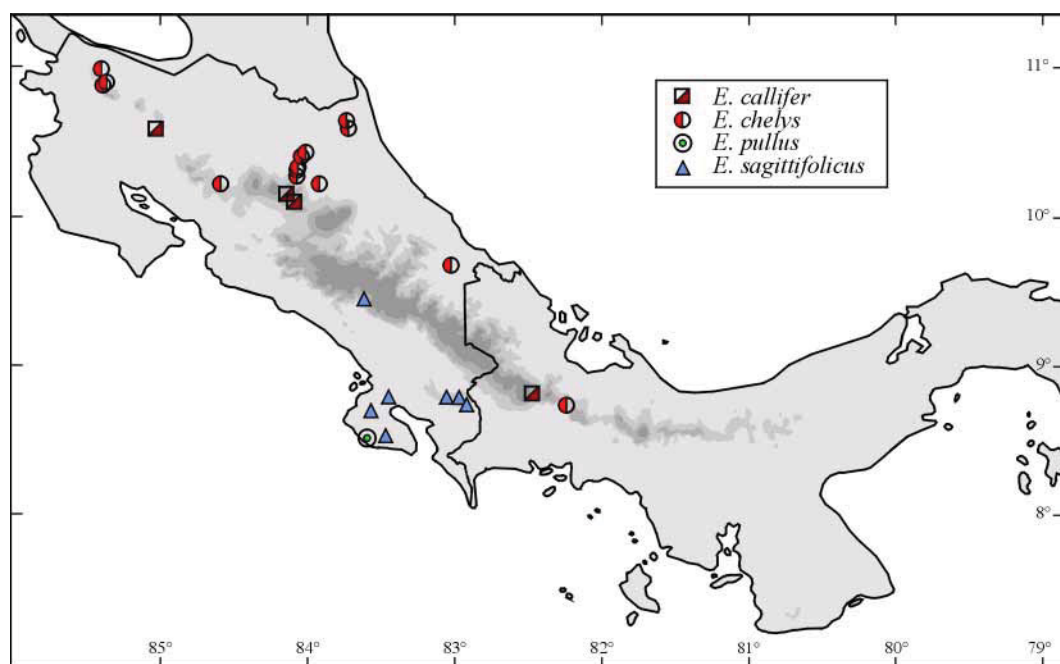 11°
E. callifer
E. chelys
E. pullus
E. sagittifolicus
10°
9°
8°
85° 84° 83° 82° 81° 80° 79°